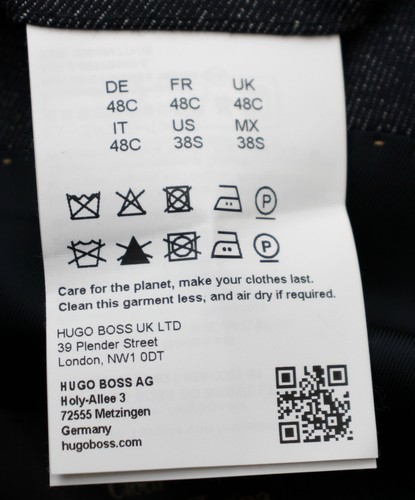 DE FR UK
48C 48C 48C
IT US MX
48C 38S 38S
P
P
Care for the planet, make your clothes last.
Clean this garment less, and air dry if required.
HUGO BOSS UK LTD
39 Plender Street
London, NW1 0DT
HUGO BOSS AG
Holy-Allee 3
72555 Metzingen
Germany
hugoboss.com